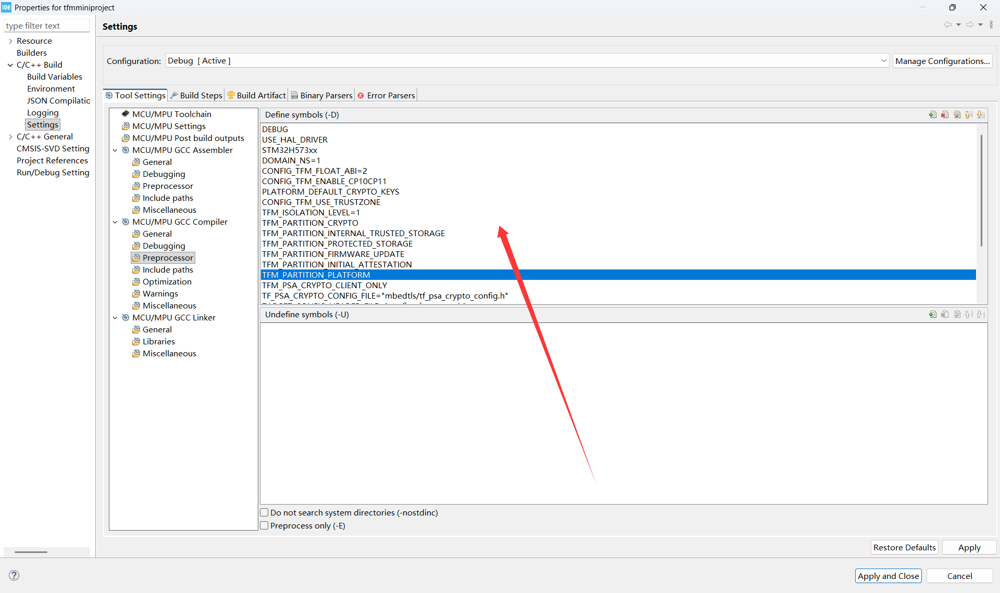 IDE Properties for tfmminiproject
type filter text
Resource
Builders
C/C++ Build
Build Variables
Environment
JSON Compilatio
Logging
Settings
C/C++ General
CMSIS-SVD Setting
Project References
Run/Debug Setting
Settings
Configuration: Debug [ Active ] Manage Configurations...
Tool Settings Build Steps Build Artifact Binary Parsers Error Parsers
MCU/MPU Toolchain
MCU/MPU Settings
MCU/MPU Post build outputs
MCU/MPU GCC Assembler
General
Debugging
Preprocessor
Include paths
Miscellaneous
MCU/MPU GCC Compiler
General
Debugging
Preprocessor
Include paths
Optimization
Warnings
Miscellaneous
MCU/MPU GCC Linker
General
Libraries
Miscellaneous
Define symbols (-D)
DEBUG
USE_HAL_DRIVER
STM32H573xx
DOMAIN_NS=1
CONFIG_TFM_FLOAT_ABI=2
CONFIG_TFM_ENABLE_CP10CP11
PLATFORM_DEFAULT_CRYPTO_KEYS
CONFIG_TFM_USE_TRUSTZONE
TFM_ISOLATION_LEVEL=1
TFM_PARTITION_CRYPTO
TFM_PARTITION_INTERNAL_TRUSTED_STORAGE
TFM_PARTITION_PROTECTED_STORAGE
TFM_PARTITION_FIRMWARE_UPDATE
TFM_PARTITION_INITIAL_ATTESTATION
TFM_PARTITION_PLATFORM
TFM_PSA_CRYPTO_CLIENT_ONLY
TF_PSA_CRYPTO_CONFIG_FILE="mbedtls/tf_psa_crypto_config.h"
Undefine symbols (-U)
Do not search system directories (-nostdinc)
Preprocess only (-E)
Restore Defaults Apply
Apply and Close Cancel